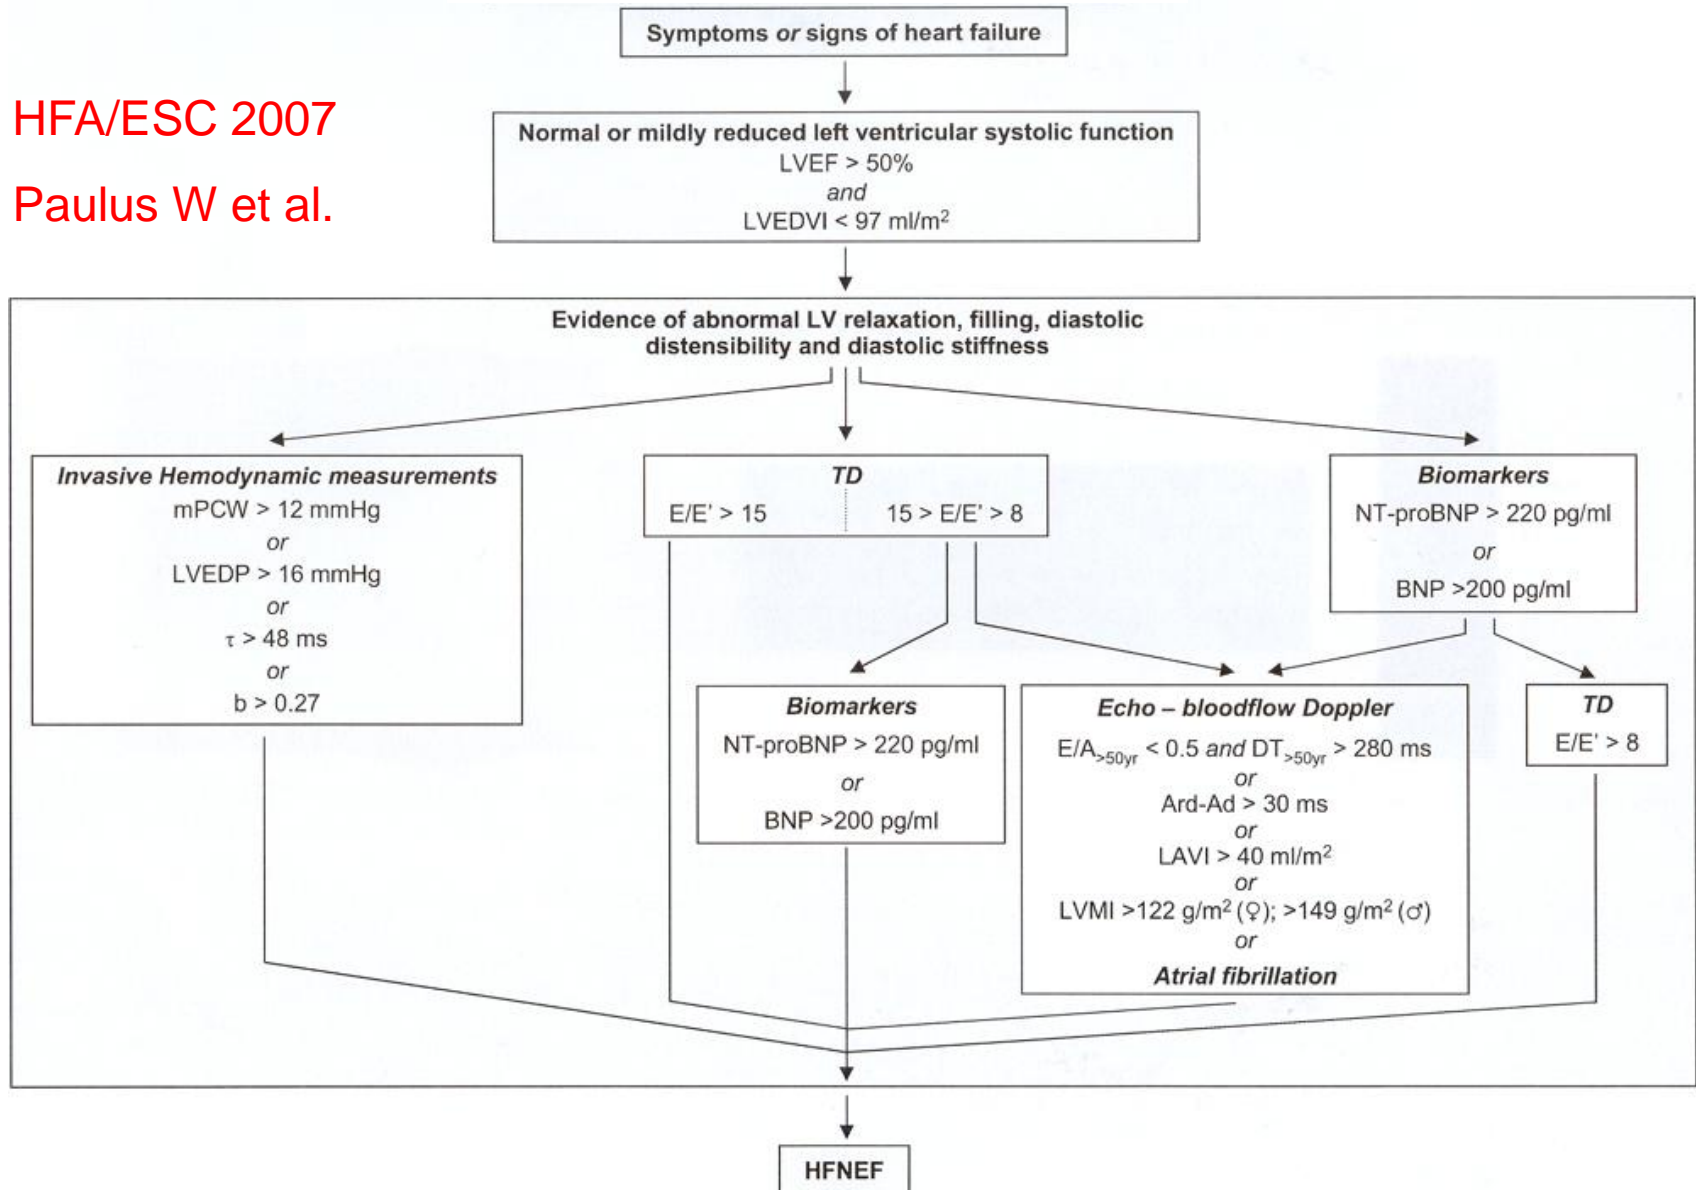 Symptoms or signs of heart failure
HFA/ESC 2007
Paulus W et al.
Normal or mildly reduced left ventricular systolic function
LVEF > 50%
and
LVEDVI < 97 ml/m²
Evidence of abnormal LV relaxation, filling, diastolic
distensibility and diastolic stiffness
Invasive Hemodynamic measurements
mPCW > 12 mmHg
or
LVEDP > 16 mmHg
or
τ > 48 ms
or
b > 0.27
TD
E/E' > 15
15 > E/E' > 8
Biomarkers
NT-proBNP > 220 pg/ml
or
BNP >200 pg/ml
Biomarkers
NT-proBNP > 220 pg/ml
or
BNP >200 pg/ml
Echo – bloodflow Doppler
E/A>50yr < 0.5 and DT>50yr > 280 ms
or
Ard-Ad > 30 ms
or
LAVI > 40 ml/m²
or
LVMI >122 g/m² (♀); >149 g/m² (♂)
or
Atrial fibrillation
TD
E/E' > 8
HFNEF